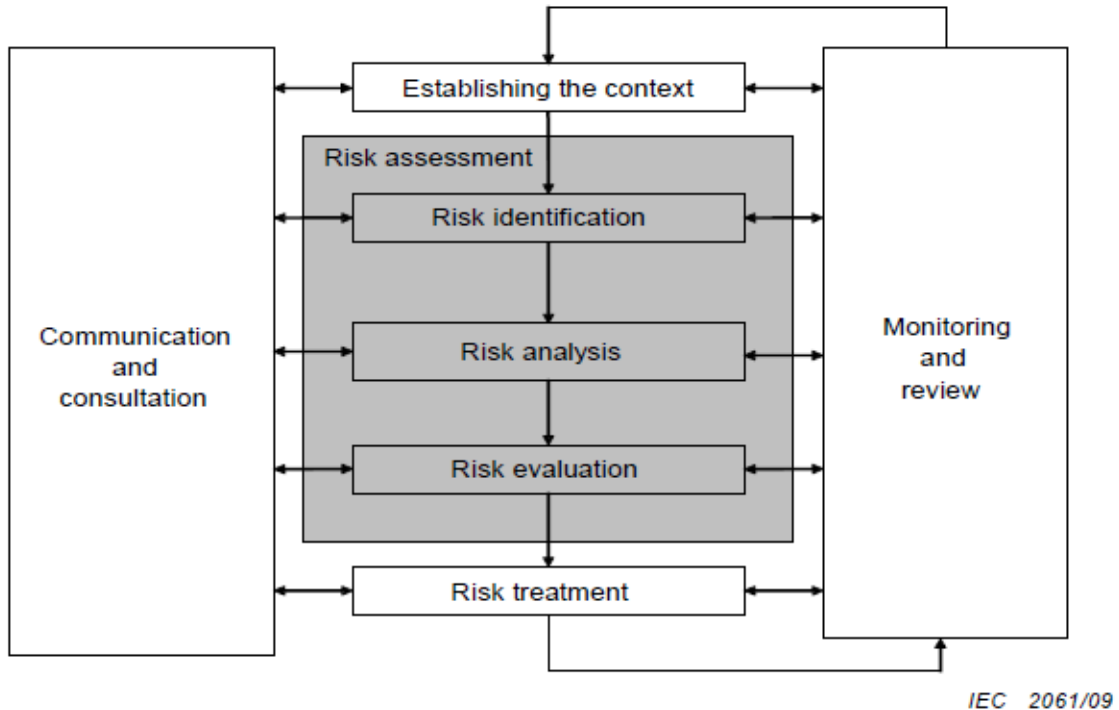 Establishing the context
Risk assessment
Risk identification
Communication
and
consultation
Risk analysis
Monitoring
and
review
Risk evaluation
Risk treatment
IEC 2061/09